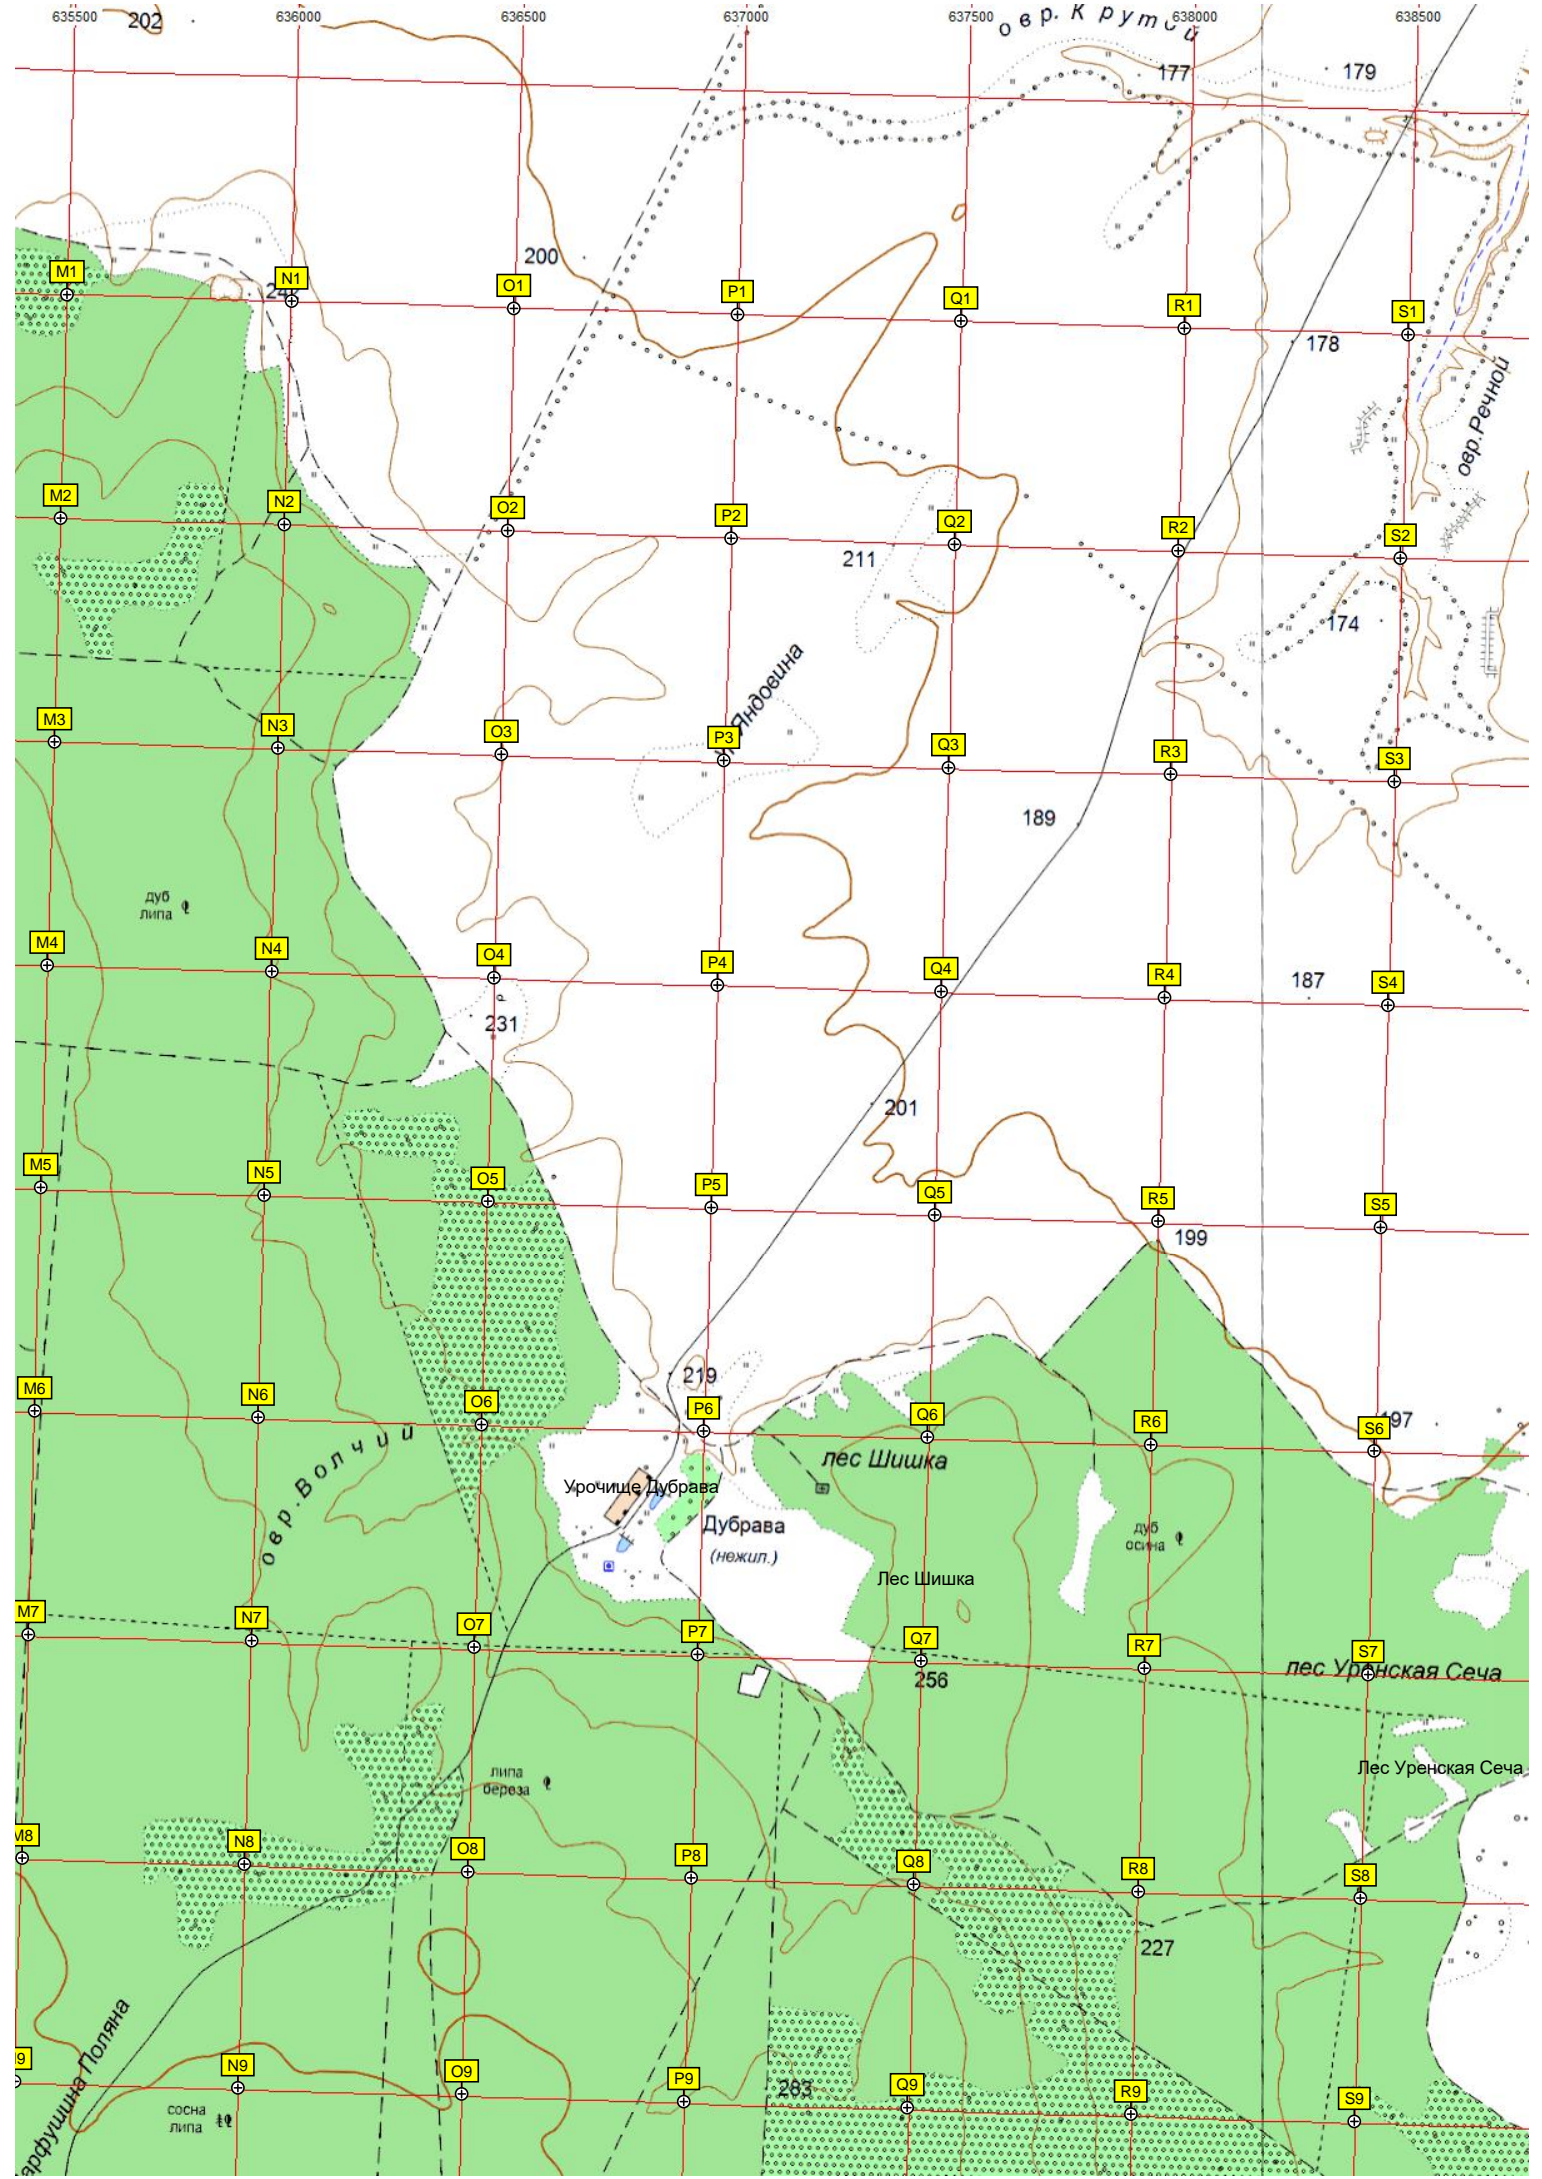 635500 636000 636500 637000 637500 638000 638500
202
овр. Крутой
177
179
200
M1 N1 O1 P1 Q1 R1 S1
178
овр. Речной
M2 N2 O2 P2 Q2 R2 S2
211
174
Яндовина
M3 N3 O3 P3 Q3 R3 S3
189
дуб
липа
M4 N4 O4 P4 Q4 R4 S4
187
231
201
M5 N5 O5 P5 Q5 R5 S5
199
219
M6 N6 O6 P6 Q6 R6 S6
197
овр. Волчий
лес Шишка
Урочище Дубрава
Дубрава
(нежил.)
дуб
осина
Лес Шишка
M7 N7 O7 P7 Q7 R7 S7
256
лес Уренская Сеча
Лес Уренская Сеча
липа
береза
M8 N8 O8 P8 Q8 R8 S8
227
арфушина Поляна
9 N9 O9 P9 Q9 R9 S9
283
сосна
липа